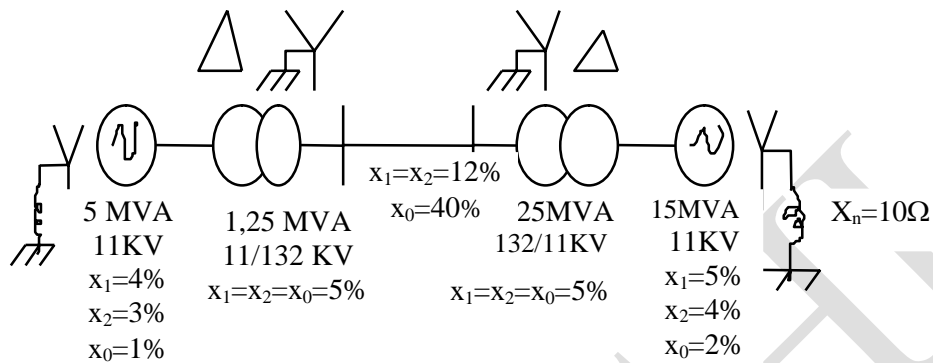 5 MVA
11KV
x₁=4%
x₂=3%
x₀=1%
1,25 MVA
11/132 KV
x₁=x₂=x₀=5%
x₁=x₂=12%
x₀=40%
25MVA
132/11KV
x₁=x₂=x₀=5%
15MVA
11KV
x₁=5%
x₂=4%
x₀=2%
Xₙ=10Ω